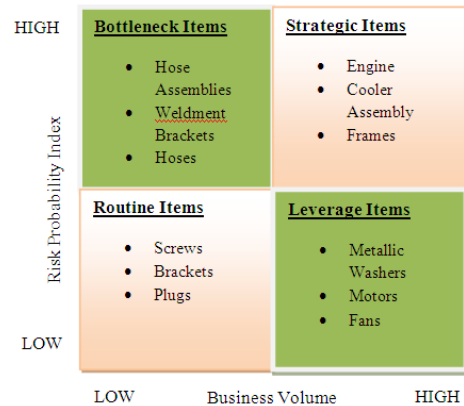 HIGH
Bottleneck Items
• Hose
Assemblies
• Weldment
Brackets
• Hoses
Strategic Items
• Engine
• Cooler
Assembly
• Frames
Risk Probability Index
Routine Items
• Screws
• Brackets
• Plugs
Leverage Items
• Metallic
Washers
• Motors
• Fans
LOW
LOW Business Volume HIGH